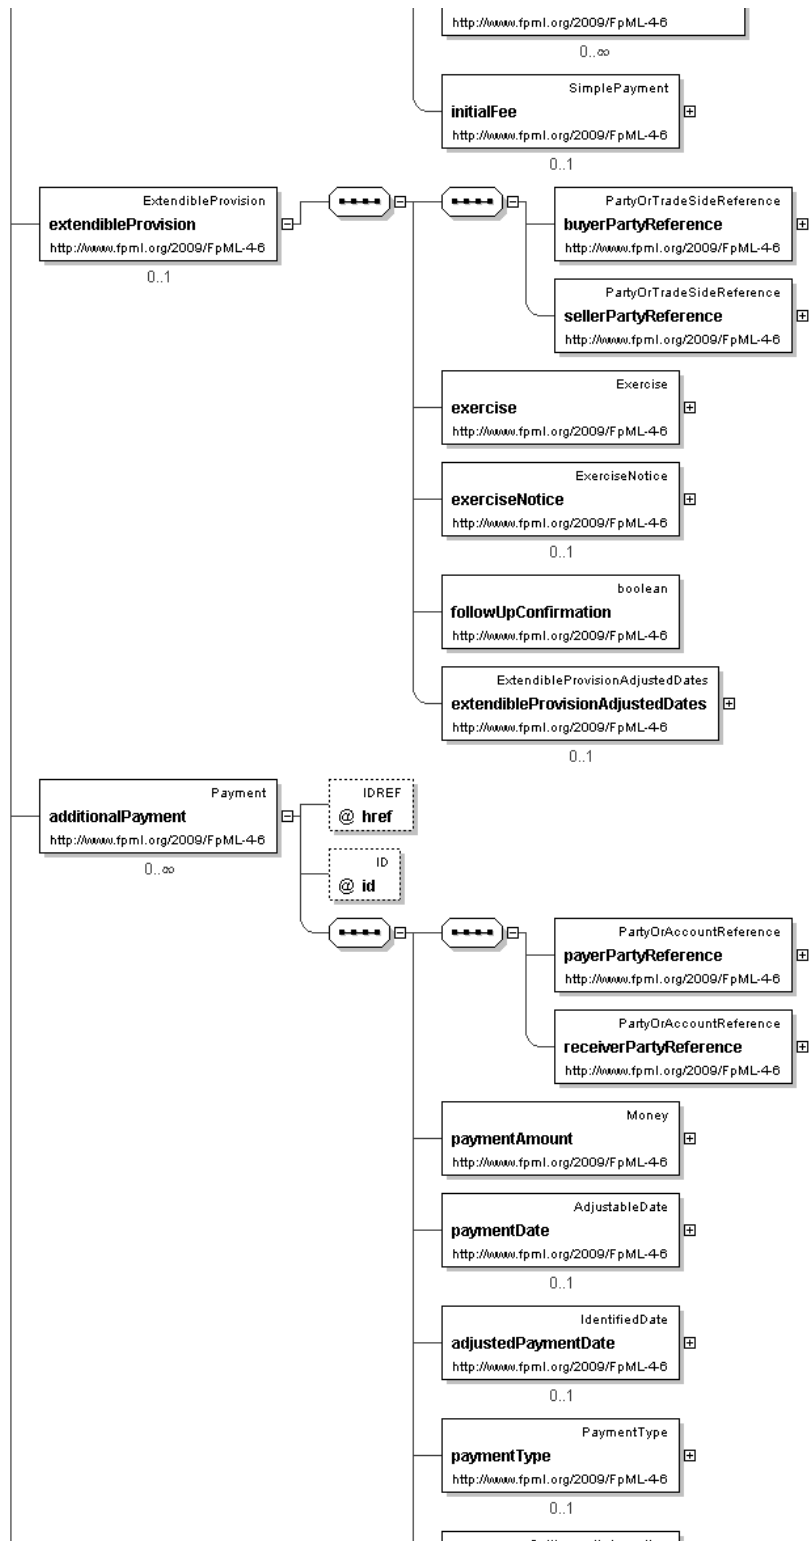 http://www.fpml.org/2009/FpML-4-6
0..∞
SimplePayment
initialFee
http://www.fpml.org/2009/FpML-4-6
0..1
ExtendibleProvision
extendibleProvision
http://www.fpml.org/2009/FpML-4-6
0..1
PartyOrTradeSideReference
buyerPartyReference
http://www.fpml.org/2009/FpML-4-6
PartyOrTradeSideReference
sellerPartyReference
http://www.fpml.org/2009/FpML-4-6
Exercise
exercise
http://www.fpml.org/2009/FpML-4-6
ExerciseNotice
exerciseNotice
http://www.fpml.org/2009/FpML-4-6
0..1
boolean
followUpConfirmation
http://www.fpml.org/2009/FpML-4-6
ExtendibleProvisionAdjustedDates
extendibleProvisionAdjustedDates
http://www.fpml.org/2009/FpML-4-6
0..1
Payment
additionalPayment
http://www.fpml.org/2009/FpML-4-6
0..∞
IDREF
@ href
ID
@ id
PartyOrAccountReference
payerPartyReference
http://www.fpml.org/2009/FpML-4-6
PartyOrAccountReference
receiverPartyReference
http://www.fpml.org/2009/FpML-4-6
Money
paymentAmount
http://www.fpml.org/2009/FpML-4-6
AdjustableDate
paymentDate
http://www.fpml.org/2009/FpML-4-6
0..1
IdentifiedDate
adjustedPaymentDate
http://www.fpml.org/2009/FpML-4-6
0..1
PaymentType
paymentType
http://www.fpml.org/2009/FpML-4-6
0..1